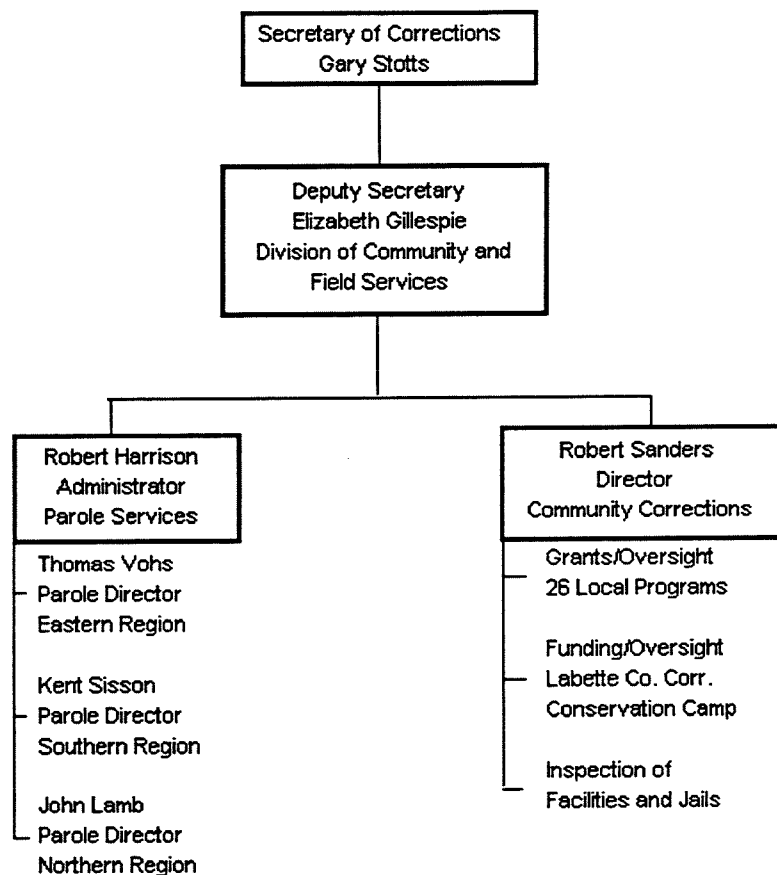 Secretary of Corrections
Gary Stotts
Deputy Secretary
Elizabeth Gillespie
Division of Community and
Field Services
Robert Harrison
Administrator
Parole Services
Thomas Vohs
Parole Director
Eastern Region
Kent Sisson
Parole Director
Southern Region
John Lamb
Parole Director
Northern Region
Robert Sanders
Director
Community Corrections
Grants/Oversight
26 Local Programs
Funding/Oversight
Labette Co. Corr.
Conservation Camp
Inspection of
Facilities and Jails